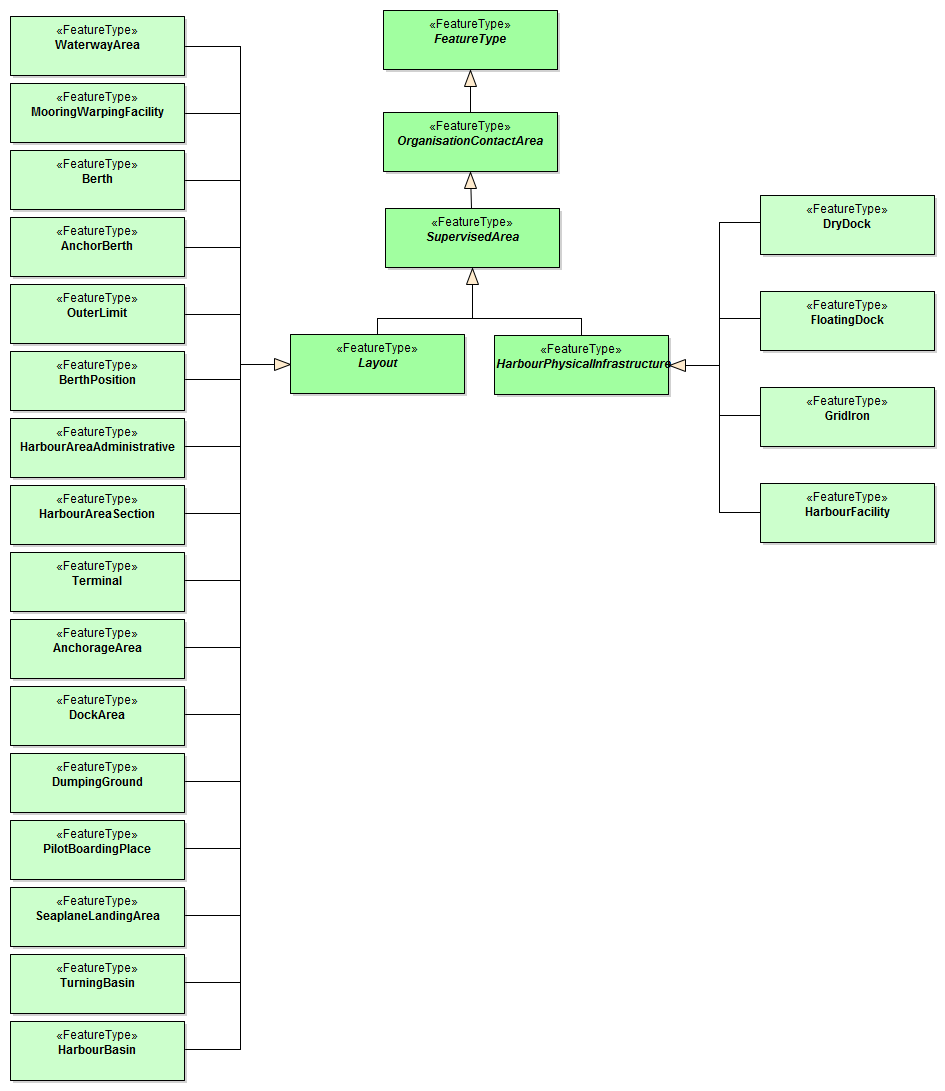 «FeatureType»
WaterwayArea
«FeatureType»
MooringWarpingFacility
«FeatureType»
Berth
«FeatureType»
AnchorBerth
«FeatureType»
OuterLimit
«FeatureType»
BerthPosition
«FeatureType»
HarbourAreaAdministrative
«FeatureType»
HarbourAreaSection
«FeatureType»
Terminal
«FeatureType»
AnchorageArea
«FeatureType»
DockArea
«FeatureType»
DumpingGround
«FeatureType»
PilotBoardingPlace
«FeatureType»
SeaplaneLandingArea
«FeatureType»
TurningBasin
«FeatureType»
HarbourBasin
«FeatureType»
FeatureType
«FeatureType»
OrganisationContactArea
«FeatureType»
SupervisedArea
«FeatureType»
Layout
«FeatureType»
HarbourPhysicalInfrastructure
«FeatureType»
DryDock
«FeatureType»
FloatingDock
«FeatureType»
GridIron
«FeatureType»
HarbourFacility